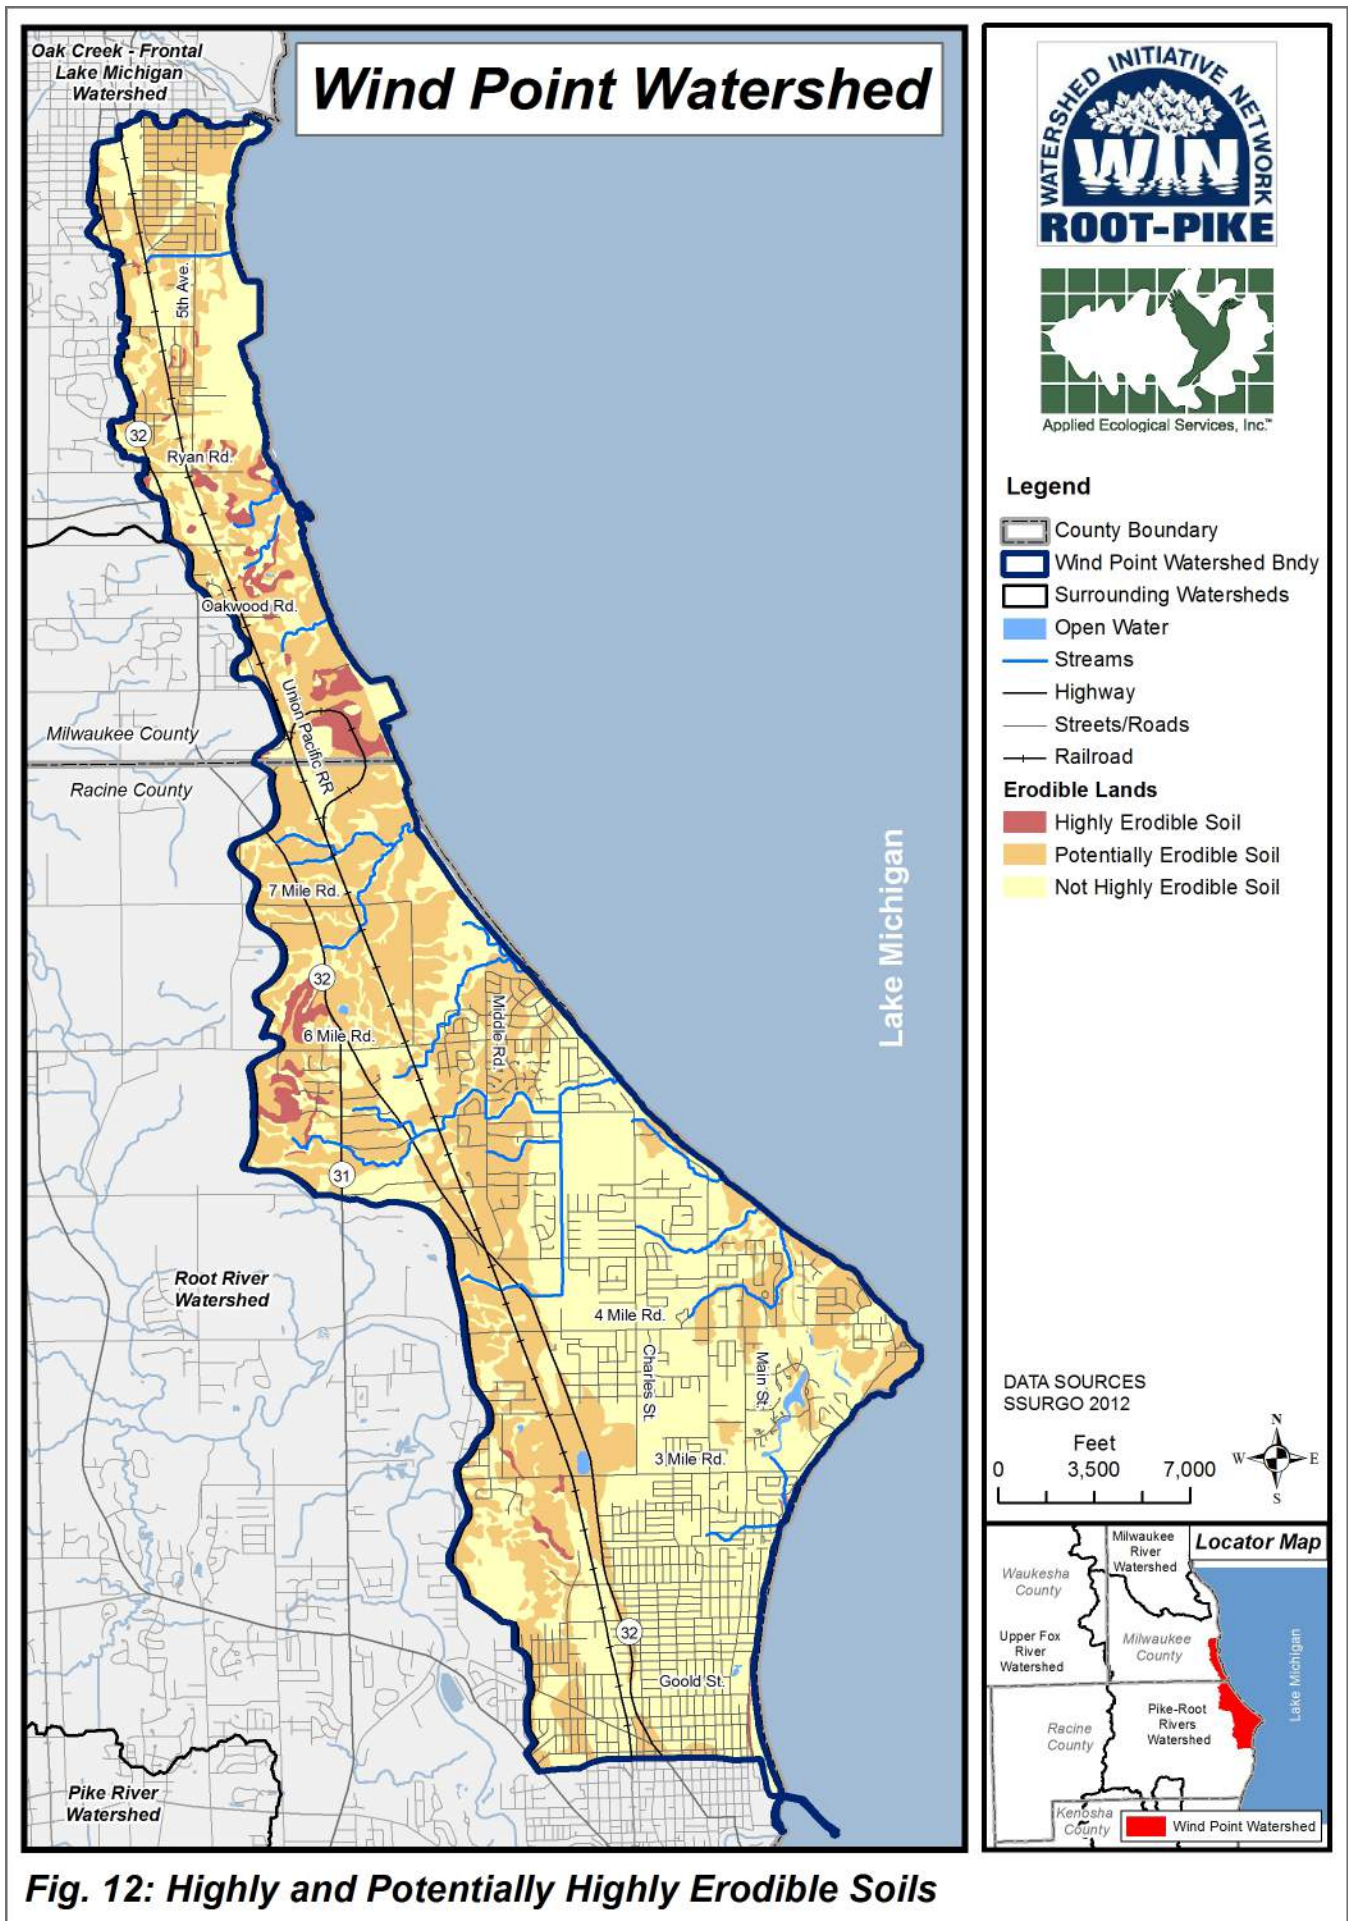 Wind Point Watershed
Oak Creek - Frontal
Lake Michigan
Watershed
5th Ave.
32
Ryan Rd.
Oakwood Rd.
Union Pacific RR
Milwaukee County
Racine County
7 Mile Rd.
32
6 Mile Rd.
Middle Rd.
31
Lake Michigan
Root River
Watershed
4 Mile Rd.
Charles St.
Main St.
3 Mile Rd.
32
Goold St.
Pike River
Watershed
WATERSHED INITIATIVE NETWORK
WIN
ROOT-PIKE
Applied Ecological Services, Inc.™
Legend
County Boundary
Wind Point Watershed Bndy
Surrounding Watersheds
Open Water
Streams
Highway
Streets/Roads
Railroad
Erodible Lands
Highly Erodible Soil
Potentially Erodible Soil
Not Highly Erodible Soil
DATA SOURCES
SSURGO 2012
Feet
0 3,500 7,000
N
W E
S
Locator Map
Milwaukee
River
Watershed
Waukesha
County
Upper Fox
River
Watershed
Milwaukee
County
Lake Michigan
Pike-Root
Rivers
Watershed
Racine
County
Kenosha
County
Wind Point Watershed
Fig. 12: Highly and Potentially Highly Erodible Soils